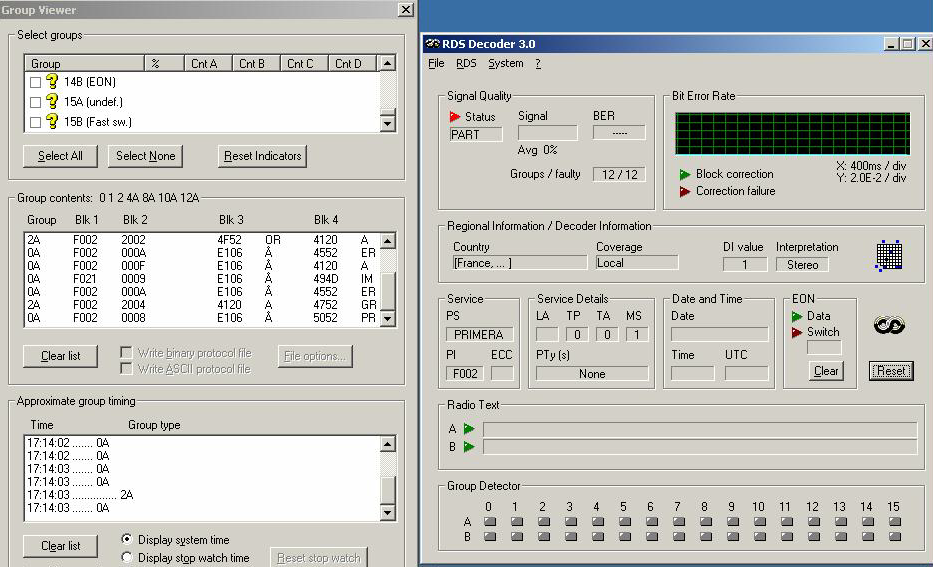 Group Viewer
Select groups
Group % Cnt A Cnt B Cnt C Cnt D
14B (EON)
15A (undef.)
15B (Fast sw.)
Select All Select None Reset Indicators
Group contents: 0 1 2 4A 8A 10A 12A
Group Blk 1 Blk 2 Blk 3 Blk 4
2A F002 2002 4F52 OR 4120 A
0A F002 000A E106 Â 4552 ER
0A F002 000F E106 Â 4120 A
0A F021 0009 E106 Â 494D IM
0A F002 000A E106 Â 4552 ER
2A F002 2004 4120 A 4752 GR
0A F002 0008 E106 Â 5052 PR
Clear list
Write binary protocol file
Write ASCII protocol file
File options...
Approximate group timing
Time Group type
17:14:02 ....... 0A
17:14:02 ....... 0A
17:14:03 ....... 0A
17:14:03 ....... 0A
17:14:03 ............... 2A
17:14:03 ....... 0A
Clear list
Display system time
Display stop watch time
Reset stop watch
RDS Decoder 3.0
File RDS System ?
Signal Quality
Status Signal BER
PART -----
Avg 0%
Groups / faulty 12 / 12
Bit Error Rate
Block correction
Correction failure
X: 400ms / div
Y: 2.0E-2 / div
Regional Information / Decoder Information
Country Coverage DI value Interpretation
[France, ... ] Local 1 Stereo
Service
PS
PRIMERA
PI ECC
F002
Service Details
LA TP TA MS
0 0 1
PTy (s)
None
Date and Time
Date
Time UTC
EON
Data
Switch
Clear
Reset
Radio Text
A
B
Group Detector
0 1 2 3 4 5 6 7 8 9 10 11 12 13 14 15
A
B